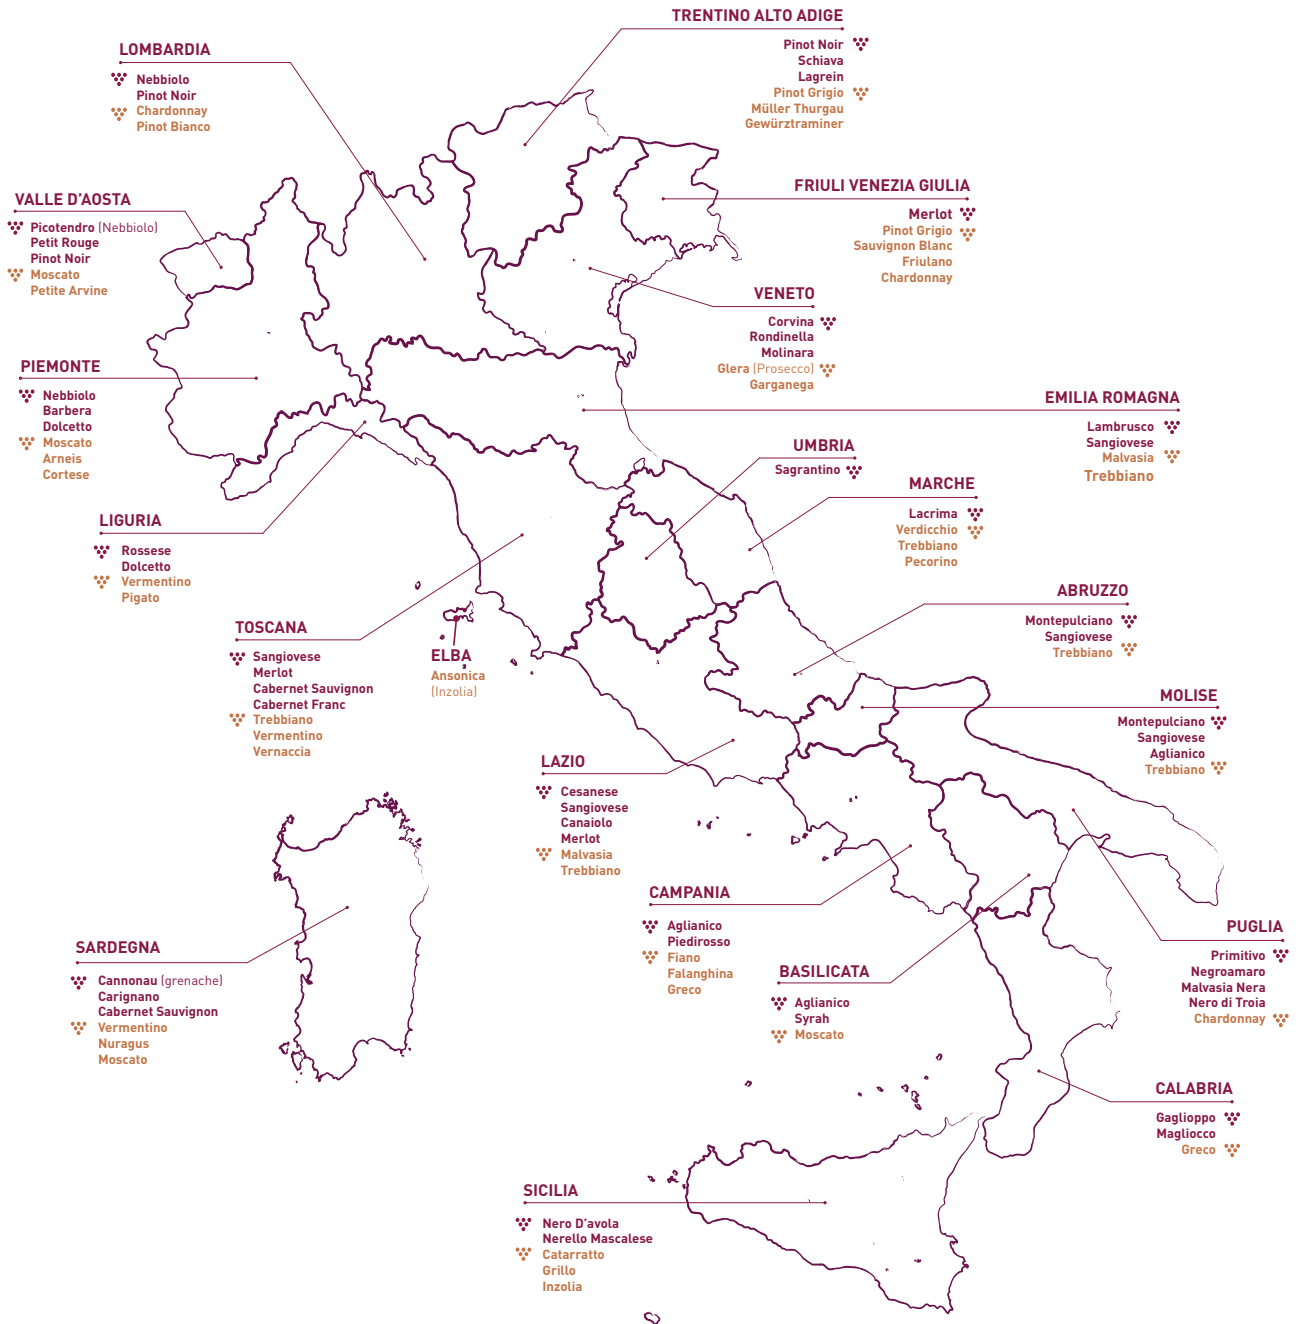 TRENTINO ALTO ADIGE
Pinot Noir
Schiava
Lagrein
Pinot Grigio
Müller Thurgau
Gewürztraminer
LOMBARDIA
Nebbiolo
Pinot Noir
Chardonnay
Pinot Bianco
FRIULI VENEZIA GIULIA
Merlot
Pinot Grigio
Sauvignon Blanc
Friulano
Chardonnay
VALLE D'AOSTA
Picotendro (Nebbiolo)
Petit Rouge
Pinot Noir
Moscato
Petite Arvine
VENETO
Corvina
Rondinella
Molinara
Glera (Prosecco)
Garganega
PIEMONTE
Nebbiolo
Barbera
Dolcetto
Moscato
Arneis
Cortese
EMILIA ROMAGNA
Lambrusco
Sangiovese
Malvasia
Trebbiano
UMBRIA
Sagrantino
MARCHE
Lacrima
Verdicchio
Trebbiano
Pecorino
LIGURIA
Rossese
Dolcetto
Vermentino
Pigato
ABRUZZO
Montepulciano
Sangiovese
Trebbiano
TOSCANA
Sangiovese
Merlot
Cabernet Sauvignon
Cabernet Franc
Trebbiano
Vermentino
Vernaccia
ELBA
Ansonica
(Inzolia)
MOLISE
Montepulciano
Sangiovese
Aglianico
Trebbiano
LAZIO
Cesanese
Sangiovese
Canaiolo
Merlot
Malvasia
Trebbiano
CAMPANIA
Aglianico
Piedirosso
Fiano
Falanghina
Greco
PUGLIA
Primitivo
Negroamaro
Malvasia Nera
Nero di Troia
Chardonnay
SARDEGNA
Cannonau (grenache)
Carignano
Cabernet Sauvignon
Vermentino
Nuragus
Moscato
BASILICATA
Aglianico
Syrah
Moscato
CALABRIA
Gaglioppo
Magliocco
Greco
SICILIA
Nero D'avola
Nerello Mascalese
Catarratto
Grillo
Inzolia